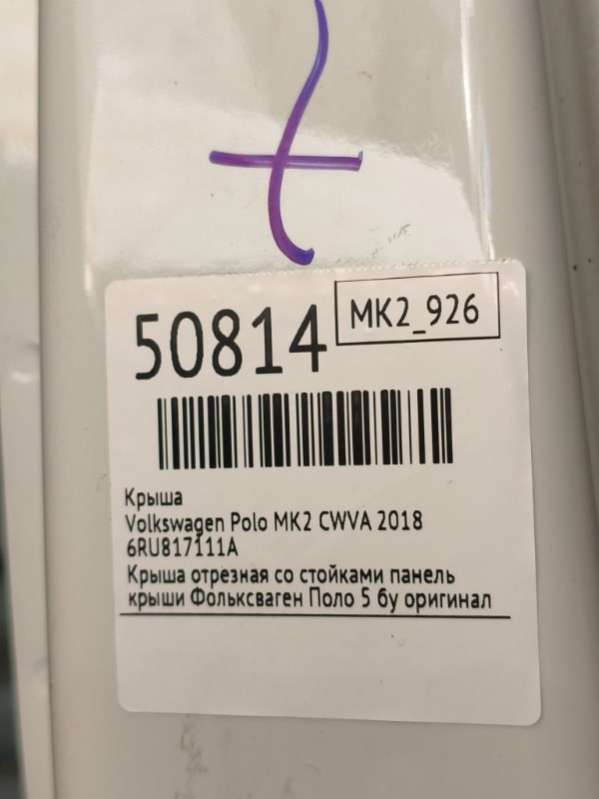 50814
MK2_926
Крыша
Volkswagen Polo MK2 CWVA 2018
6RU817111A
Крыша отрезная со стойками панель
крыши Фольксваген Поло 5 бу оригинал